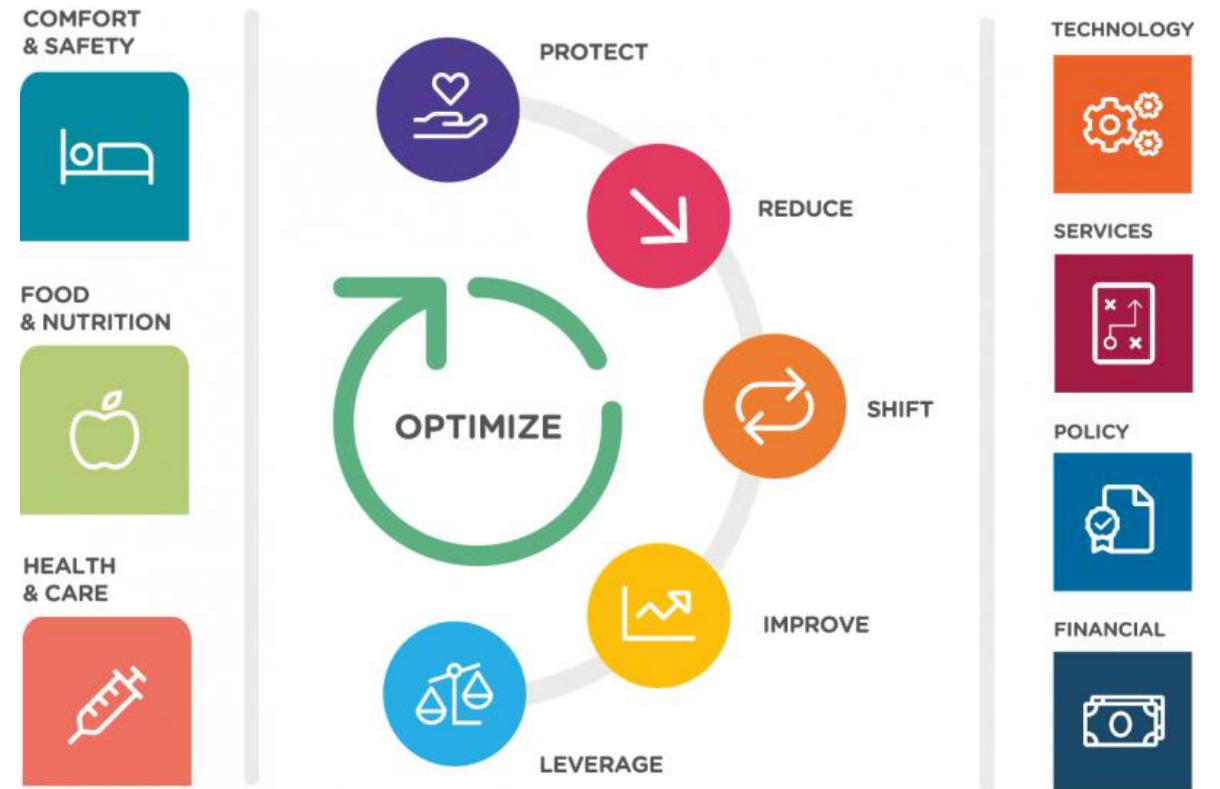 COMFORT
& SAFETY
FOOD
& NUTRITION
HEALTH
& CARE
PROTECT
REDUCE
SHIFT
OPTIMIZE
IMPROVE
LEVERAGE
TECHNOLOGY
SERVICES
POLICY
FINANCIAL